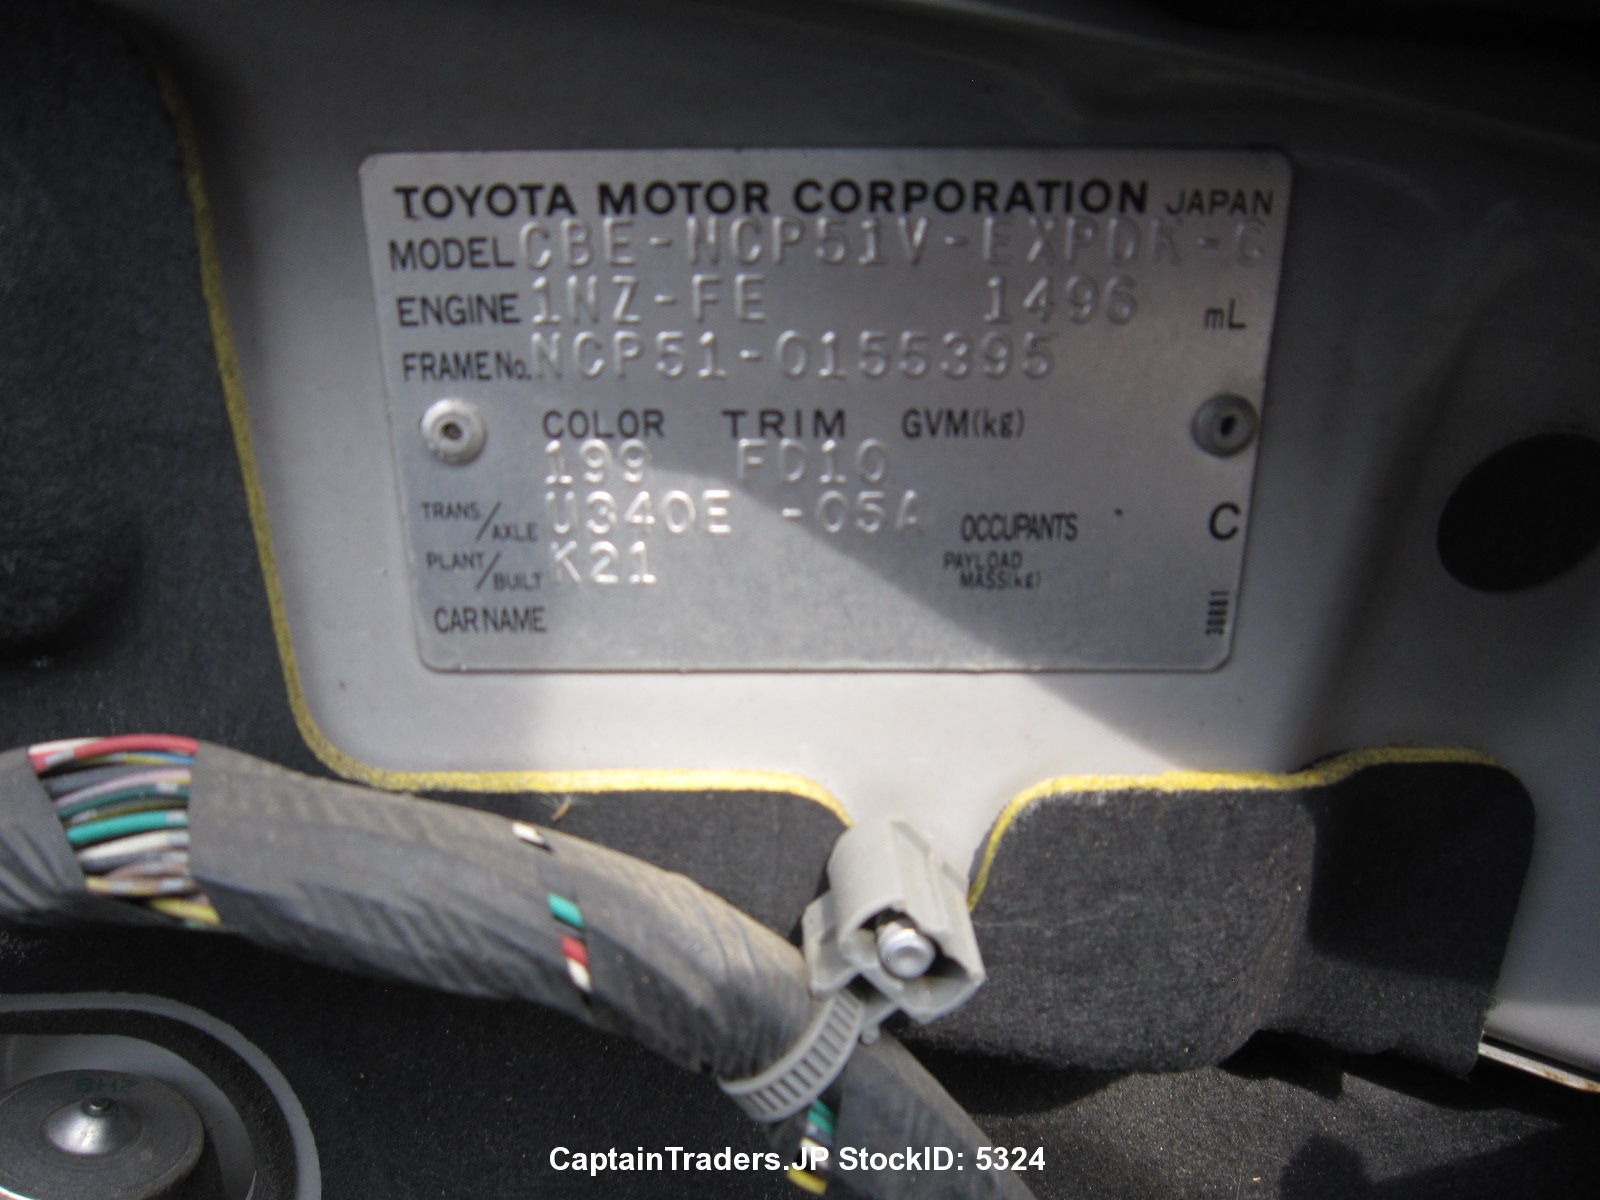 TOYOTA MOTOR CORPORATION JAPAN
MODEL CBE-NCP51V-EXPDK-G
ENGINE 1NZ-FE 1496 mL
FRAME No. NCP51-0155395
COLOR TRIM GVM(kg)
199 FD10
TRANS/AXLE U340E -05A OCCUPANTS C
PLANT/BUILT K21 PAYLOAD MASS(kg)
CAR NAME
30881
CaptainTraders.JP StockID: 5324